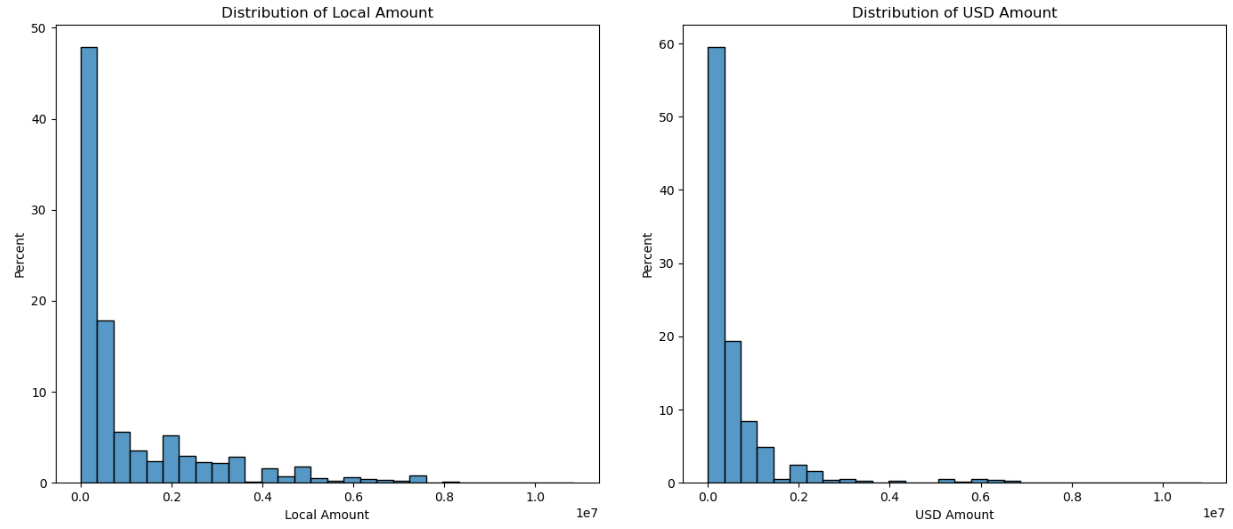 Distribution of Local Amount
50
40
30
20
10
0
Percent
0.0 0.2 0.4 0.6 0.8 1.0
1e7
Local Amount
Distribution of USD Amount
60
50
40
30
20
10
0
Percent
0.0 0.2 0.4 0.6 0.8 1.0
1e7
USD Amount